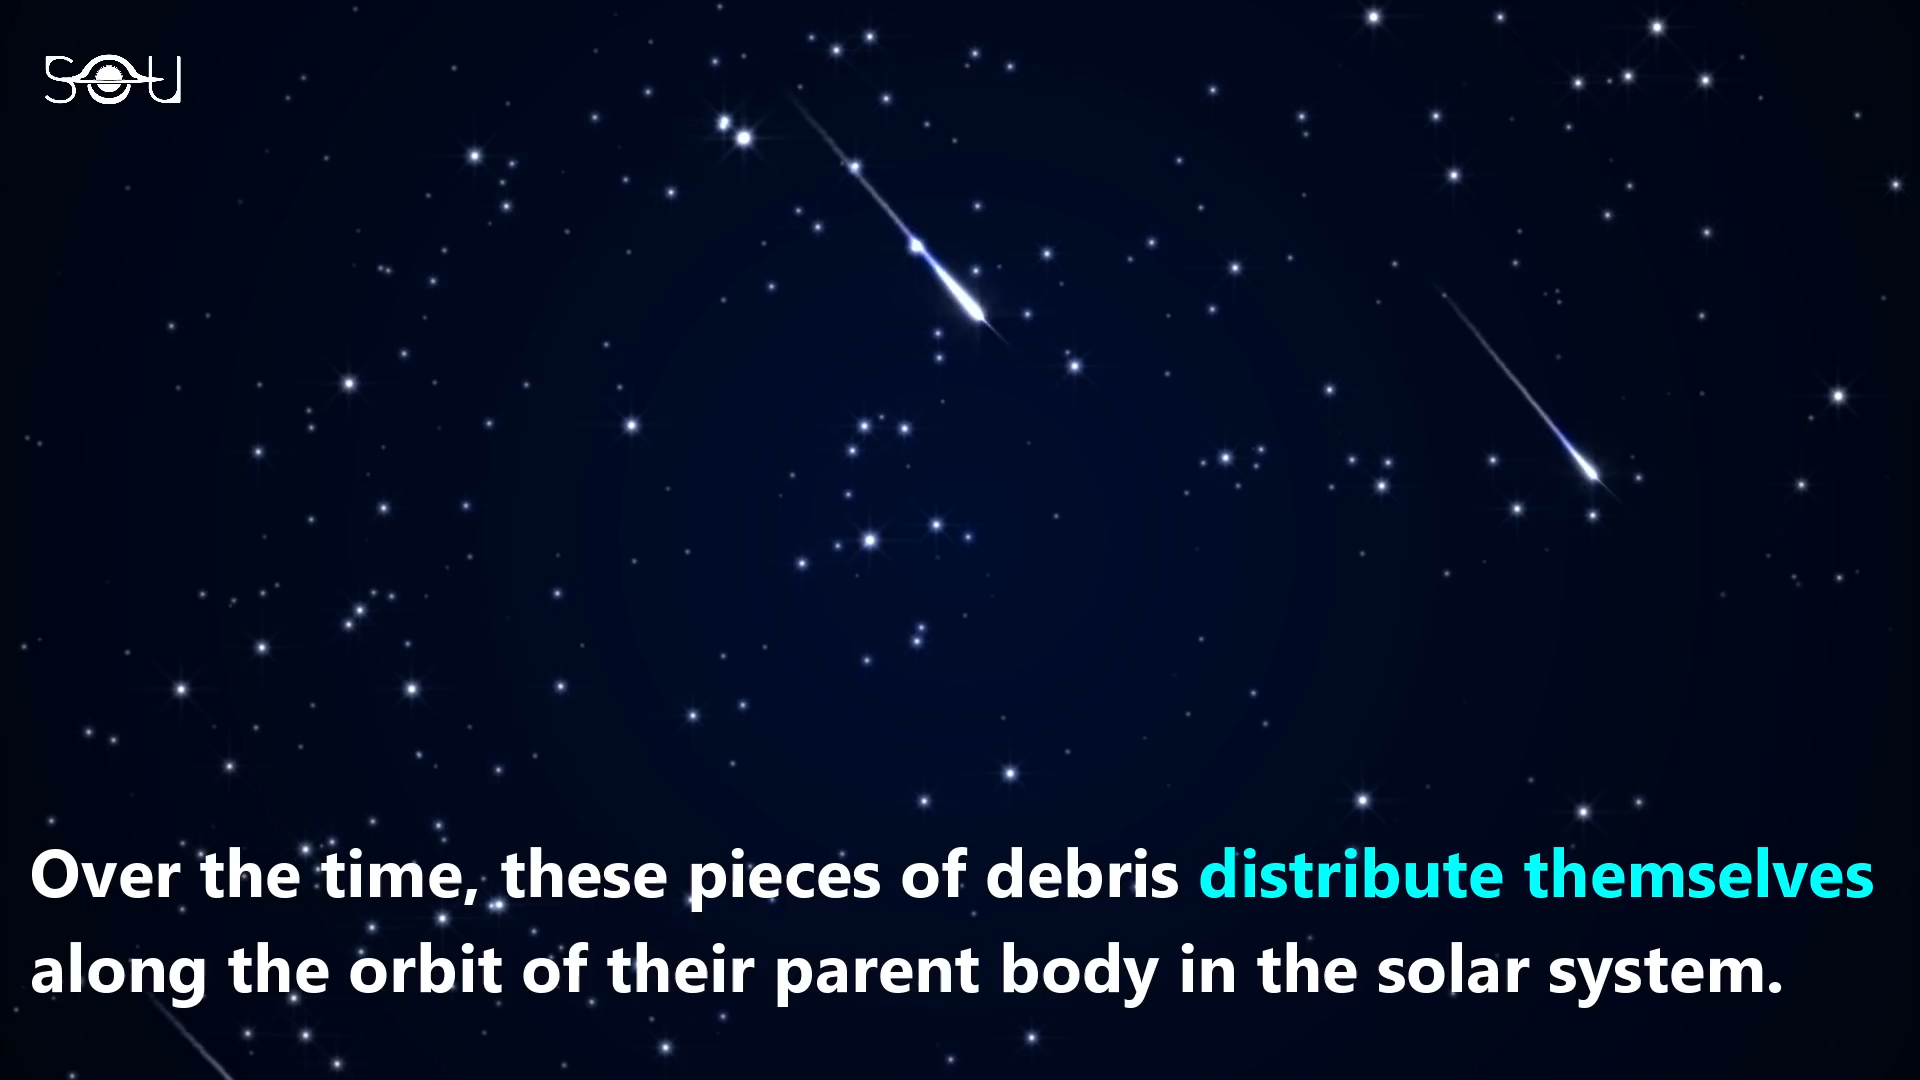 SOU
Over the time, these pieces of debris distribute themselves
along the orbit of their parent body in the solar system.